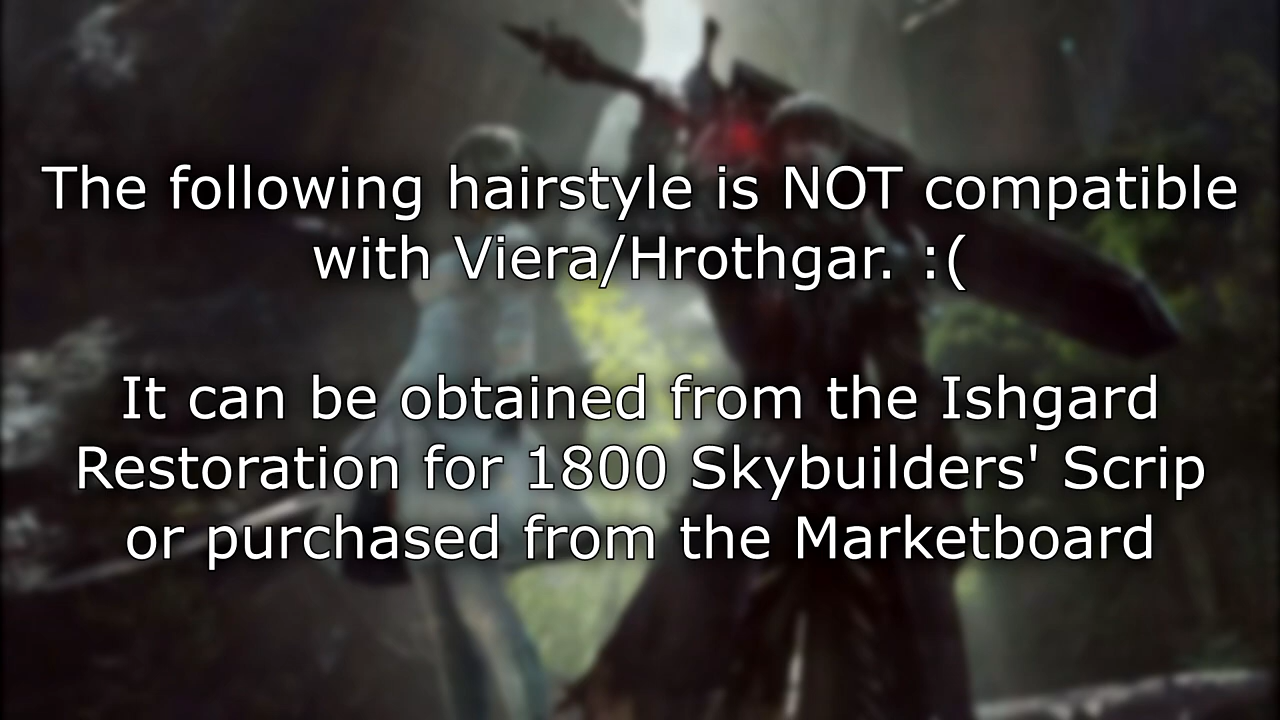 The following hairstyle is NOT compatible
with Viera/Hrothgar. :(
It can be obtained from the Ishgard
Restoration for 1800 Skybuilders' Scrip
or purchased from the Marketboard